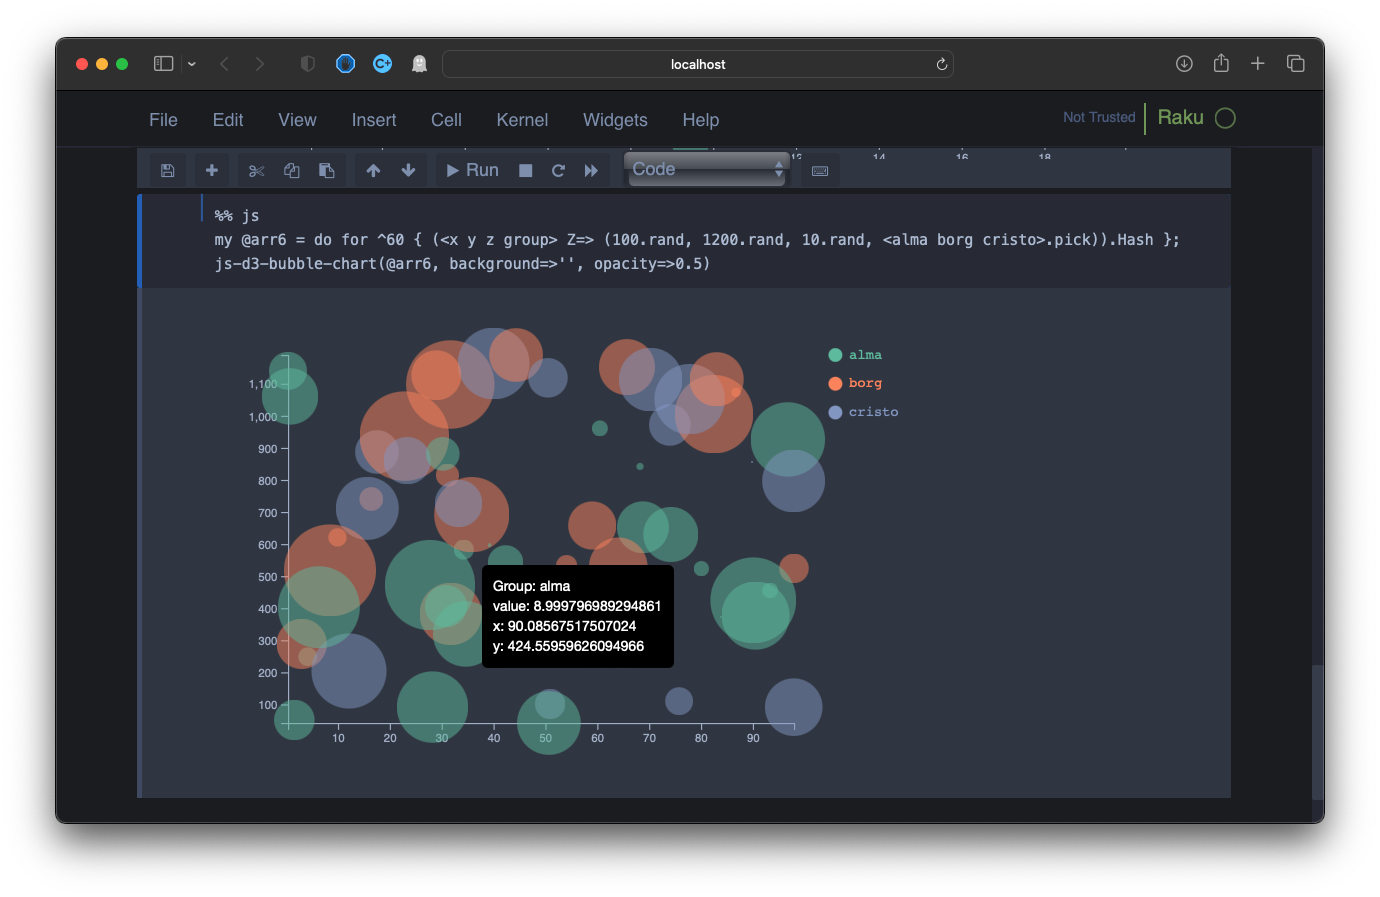 localhost
File Edit View Insert Cell Kernel Widgets Help Not Trusted Raku
14 16 18
Run Code
%% js
my @arr6 = do for ^60 { (<x y z group> Z=> (100.rand, 1200.rand, 10.rand, <alma borg cristo>.pick)).Hash };
js-d3-bubble-chart(@arr6, background=>'', opacity=>0.5)
alma
borg
cristo
1,100
1,000
900
800
700
600
500
400
300
200
100
Group: alma
value: 8.999796989294861
x: 90.08567517507024
y: 424.55959626094966
10 20 30 40 50 60 70 80 90